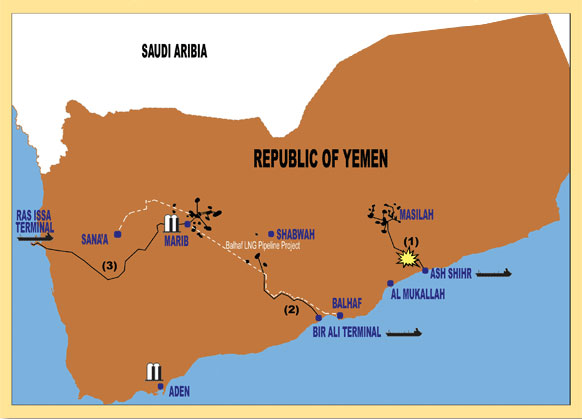 SAUDI ARIBIA
REPUBLIC OF YEMEN
RAS ISSA
TERMINAL
MASILAH
SANA'A
MARIB
SHABWAH
(1)
Balhaf LNG Pipeline Project
(3)
ASH SHIHR
AL MUKALLAH
BALHAF
(2)
BIR ALI TERMINAL
ADEN